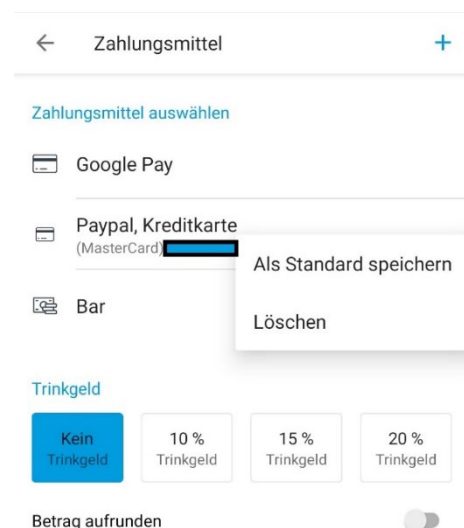 Zahlungsmittel
Zahlungsmittel auswählen
Google Pay
Paypal, Kreditkarte
(MasterCard)
Als Standard speichern
Löschen
Bar
Trinkgeld
Kein
Trinkgeld
10 %
Trinkgeld
15 %
Trinkgeld
20 %
Trinkgeld
Betrag aufrunden